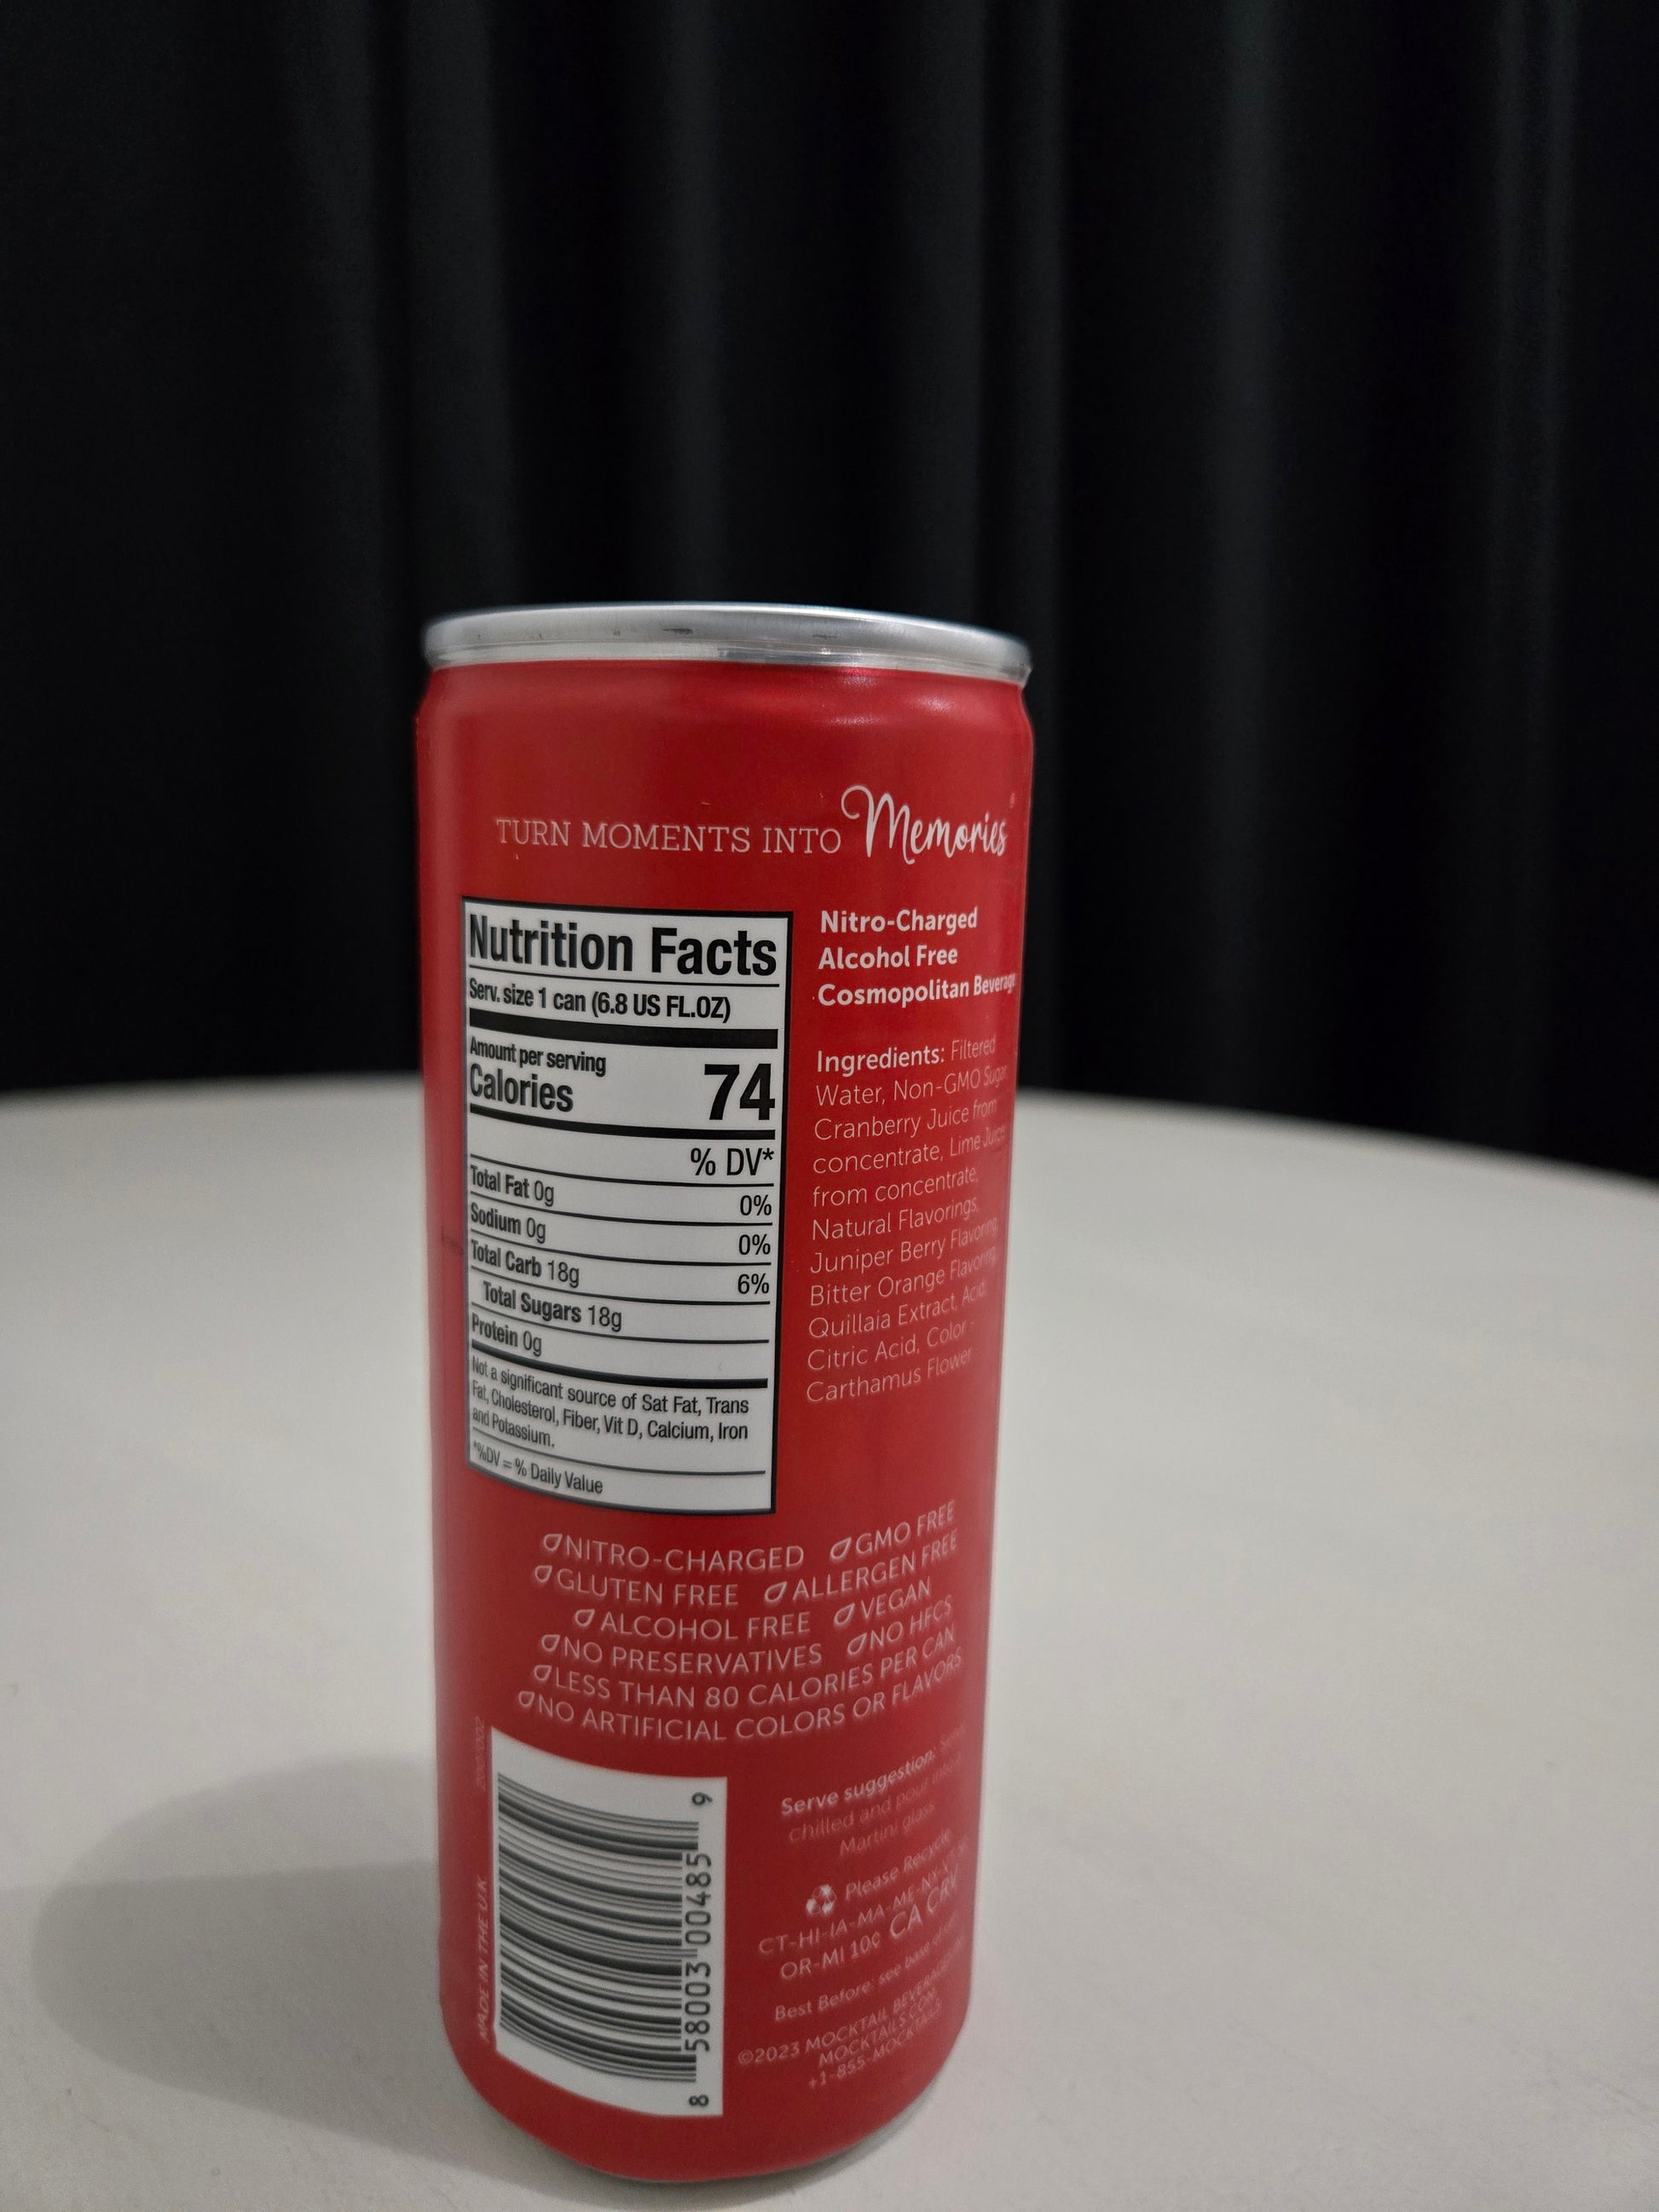 TURN MOMENTS INTO Memories®
Nutrition Facts
Serv. size 1 can (6.8 US FL.OZ)
Amount per serving
Calories 74
% DV*
Total Fat 0g 0%
Sodium 0g 0%
Total Carb 18g 6%
Total Sugars 18g
Protein 0g
Not a significant source of Sat Fat, Trans
Fat, Cholesterol, Fiber, Vit D, Calcium, Iron
and Potassium.
*%DV = % Daily Value
Nitro-Charged
Alcohol Free
Cosmopolitan Beverage
Ingredients: Filtered
Water, Non-GMO Sugar
Cranberry Juice from
concentrate, Lime Juice
from concentrate,
Natural Flavorings,
Juniper Berry Flavoring
Bitter Orange Flavoring,
Quillaia Extract, Acid:
Citric Acid, Color -
Carthamus Flower
NITRO-CHARGED GMO FREE
GLUTEN FREE ALLERGEN FREE
ALCOHOL FREE VEGAN
NO PRESERVATIVES NO HFCS
LESS THAN 80 CALORIES PER CAN
NO ARTIFICIAL COLORS OR FLAVORS
MADE IN THE U.K
8 58003 00485 9
Serve suggestion:
chilled and pour
Martini glass
Please Recycle
CT-HI-IA-MA-ME-NY
OR-MI 10¢ CA CRV
Best Before: see base of
©2023 MOCKTAIL BEVERAGES
MOCKTAILS.COM
+1-855-MOCKTAILS